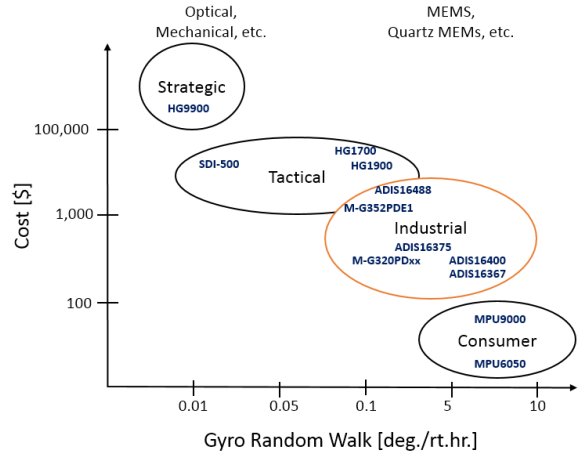 Optical,
Mechanical, etc.
MEMS,
Quartz MEMs, etc.
Strategic
HG9900
100,000
HG1700
SDI-500
HG1900
Tactical
ADIS16488
M-G352PDE1
1,000
Industrial
Cost [$]
ADIS16375
M-G320PDxx
ADIS16400
ADIS16367
100
MPU9000
Consumer
MPU6050
0.01
0.05
0.1
5
10
Gyro Random Walk [deg./rt.hr.]